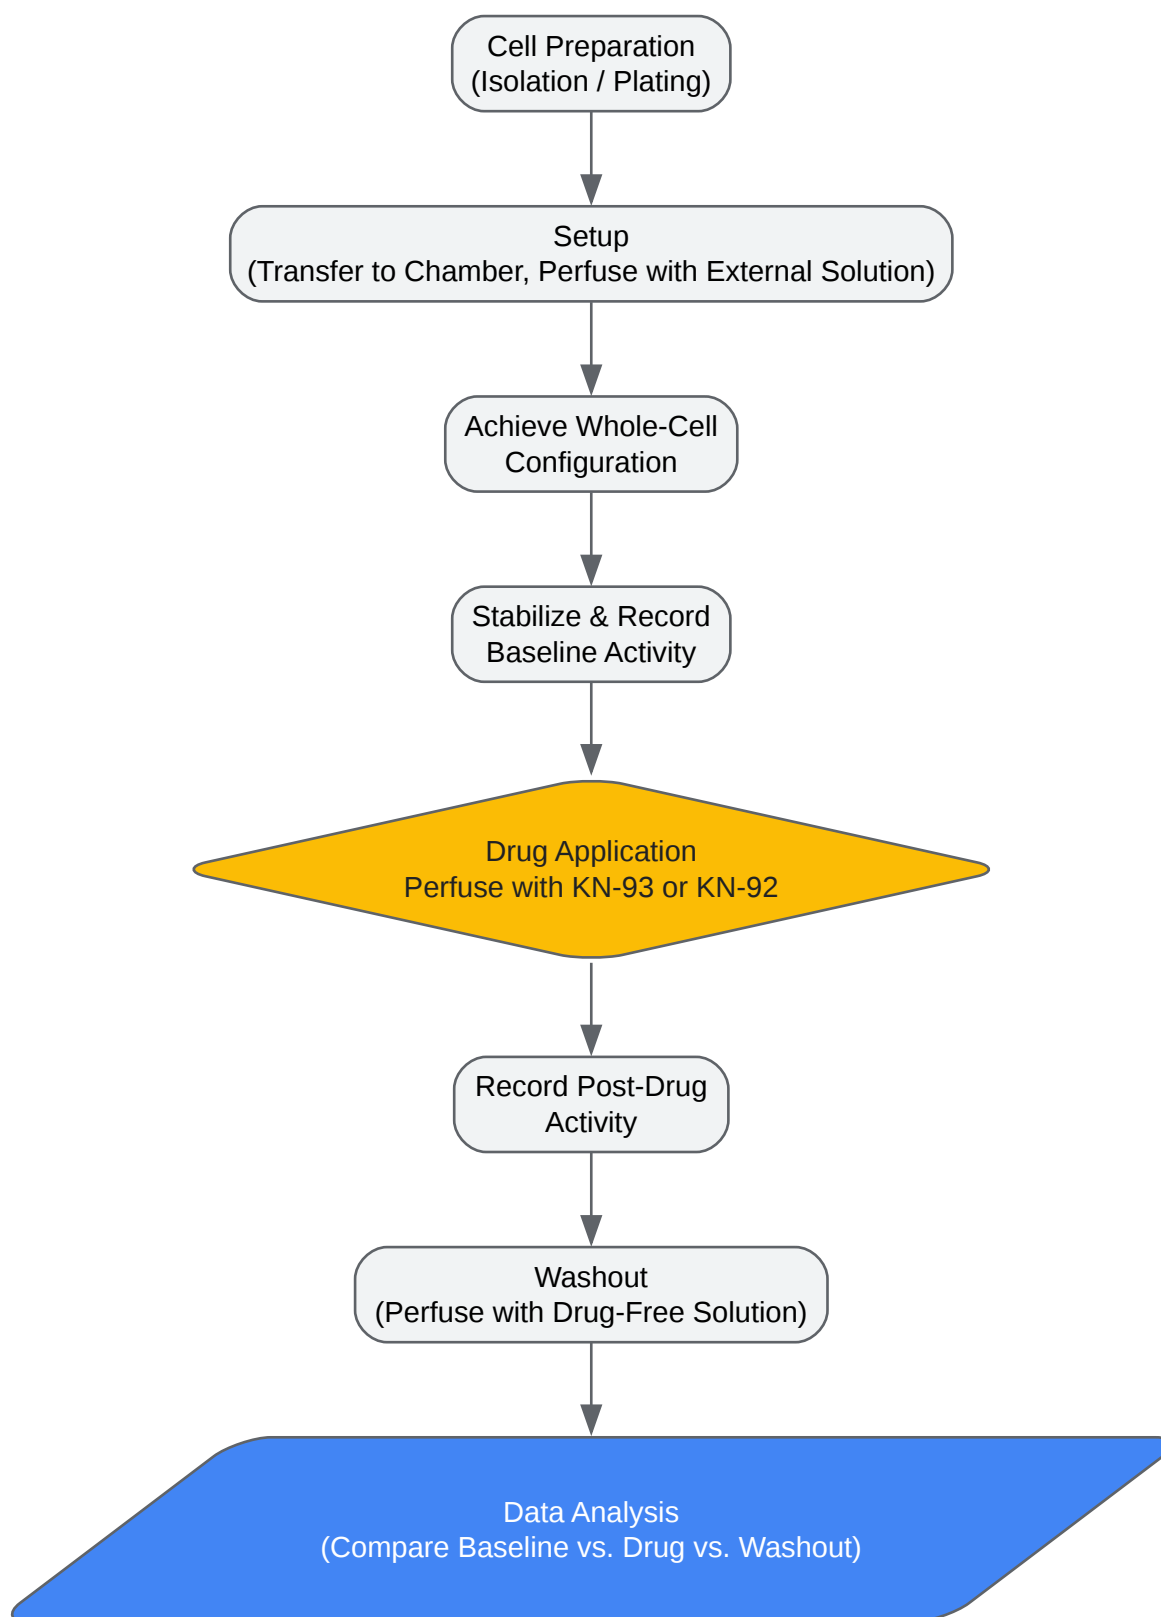 Cell Preparation
(Isolation / Plating)
Setup
(Transfer to Chamber, Perfuse with External Solution)
Achieve Whole-Cell
Configuration
Stabilize & Record
Baseline Activity
Drug Application
Perfuse with KN-93 or KN-92
Record Post-Drug
Activity
Washout
(Perfuse with Drug-Free Solution)
Data Analysis
(Compare Baseline vs. Drug vs. Washout)